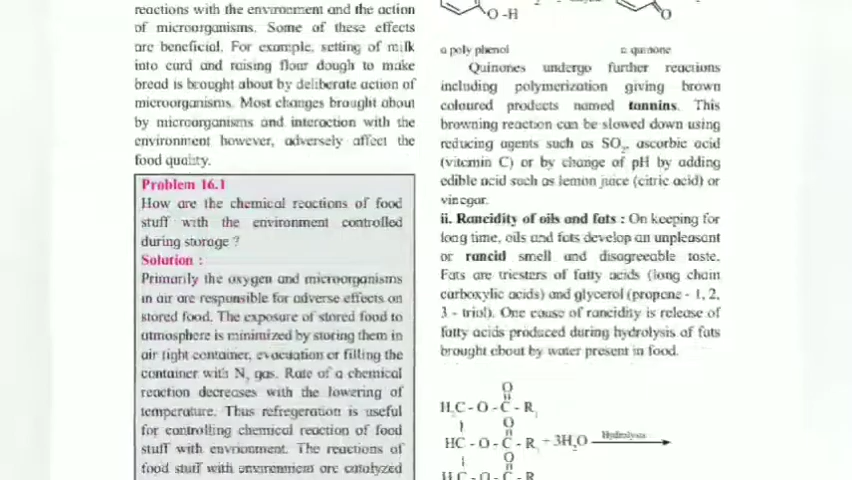 reactions with the environment and the action
of microorganisms. Some of these effects
are beneficial. For example, setting of milk
into curd and raising flour dough to make
bread is brought about by deliberate action of
microorganisms. Most changes brought about
by microorganisms and interaction with the
environment however, adversely affect the
food quality.
Problem 16.1
How are the chemical reactions of food
stuff with the environment controlled
during storage ?
Solution :
Primarily the oxygen and microorganisms
in air are responsible for adverse effects on
stored food. The exposure of stored food to
atmosphere is minimized by storing them in
air tight container, evacuation or filling the
container with N₂ gas. Rate of a chemical
reaction decreases with the lowering of
temperature. Thus refregeration is useful
for controlling chemical reaction of food
stuff with envrionment. The reactions of
food stuff with environment are catalyzed
O-H
O
a poly phenol
a quinone
Quinones undergo further reactions
including polymerization giving brown
coloured products named tannins. This
browning reaction can be slowed down using
reducing agents such as SO₂, ascorbic acid
(vitamin C) or by change of pH by adding
edible acid such as lemon juice (citric acid) or
vinegar.
ii. Rancidity of oils and fats : On keeping for
long time, oils and fats develop an unpleasant
or rancid smell and disagreeable taste.
Fats are triesters of fatty acids (long chain
carboxylic acids) and glycerol (propane - 1, 2,
3 - triol). One cause of rancidity is release of
fatty acids produced during hydrolysis of fats
brought about by water present in food.
O
H₂C - O - C - R₁
O
HC - O - C - R + 3H₂O Hydrolysis
O
H₂C - O - C - R